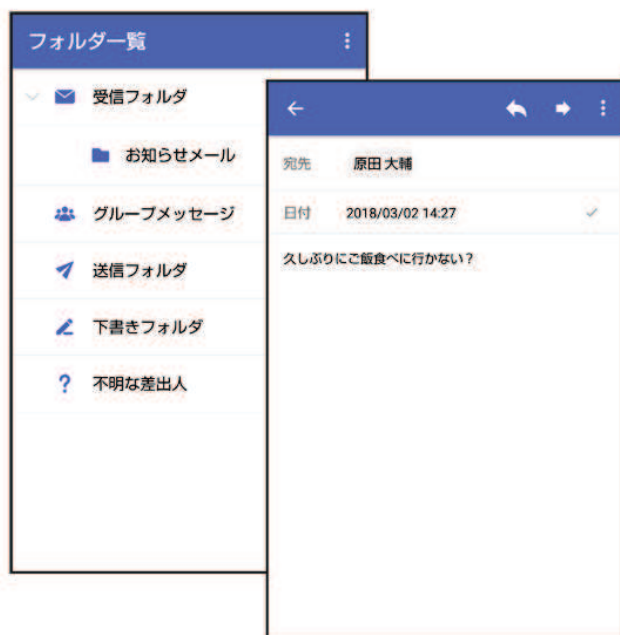 フォルダ一覧
受信フォルダ
お知らせメール
グループメッセージ
送信フォルダ
下書きフォルダ
不明な差出人
宛先 原田 大輔
日付 2018/03/02 14:27
久しぶりにご飯食べに行かない？